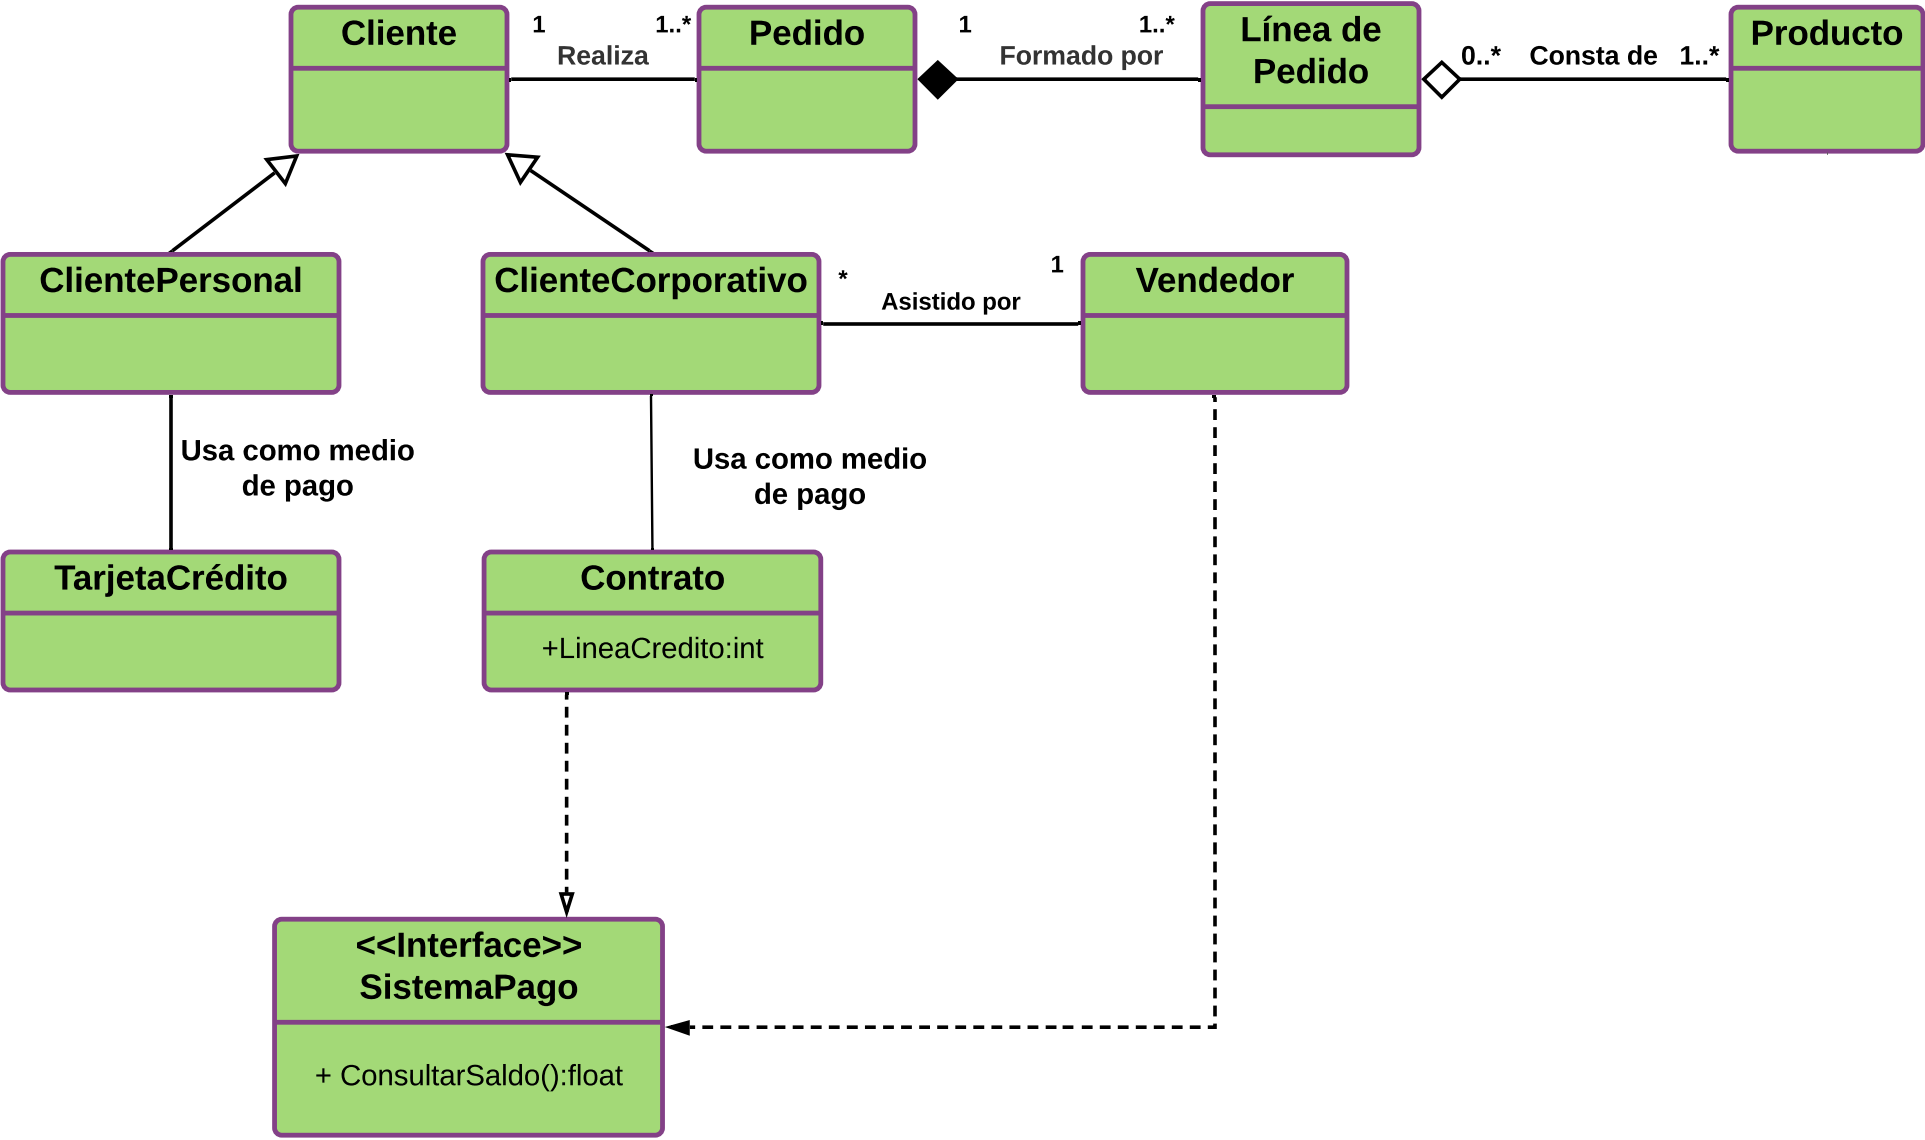 Cliente
1
1..*
Realiza
Pedido
1
1..*
Formado por
Línea de
Pedido
0..*
Consta de
1..*
Producto
ClientePersonal
ClienteCorporativo
*
1
Asistido por
Vendedor
Usa como medio
de pago
Usa como medio
de pago
TarjetaCrédito
Contrato
+LineaCredito:int
<<Interface>>
SistemaPago
+ ConsultarSaldo():float